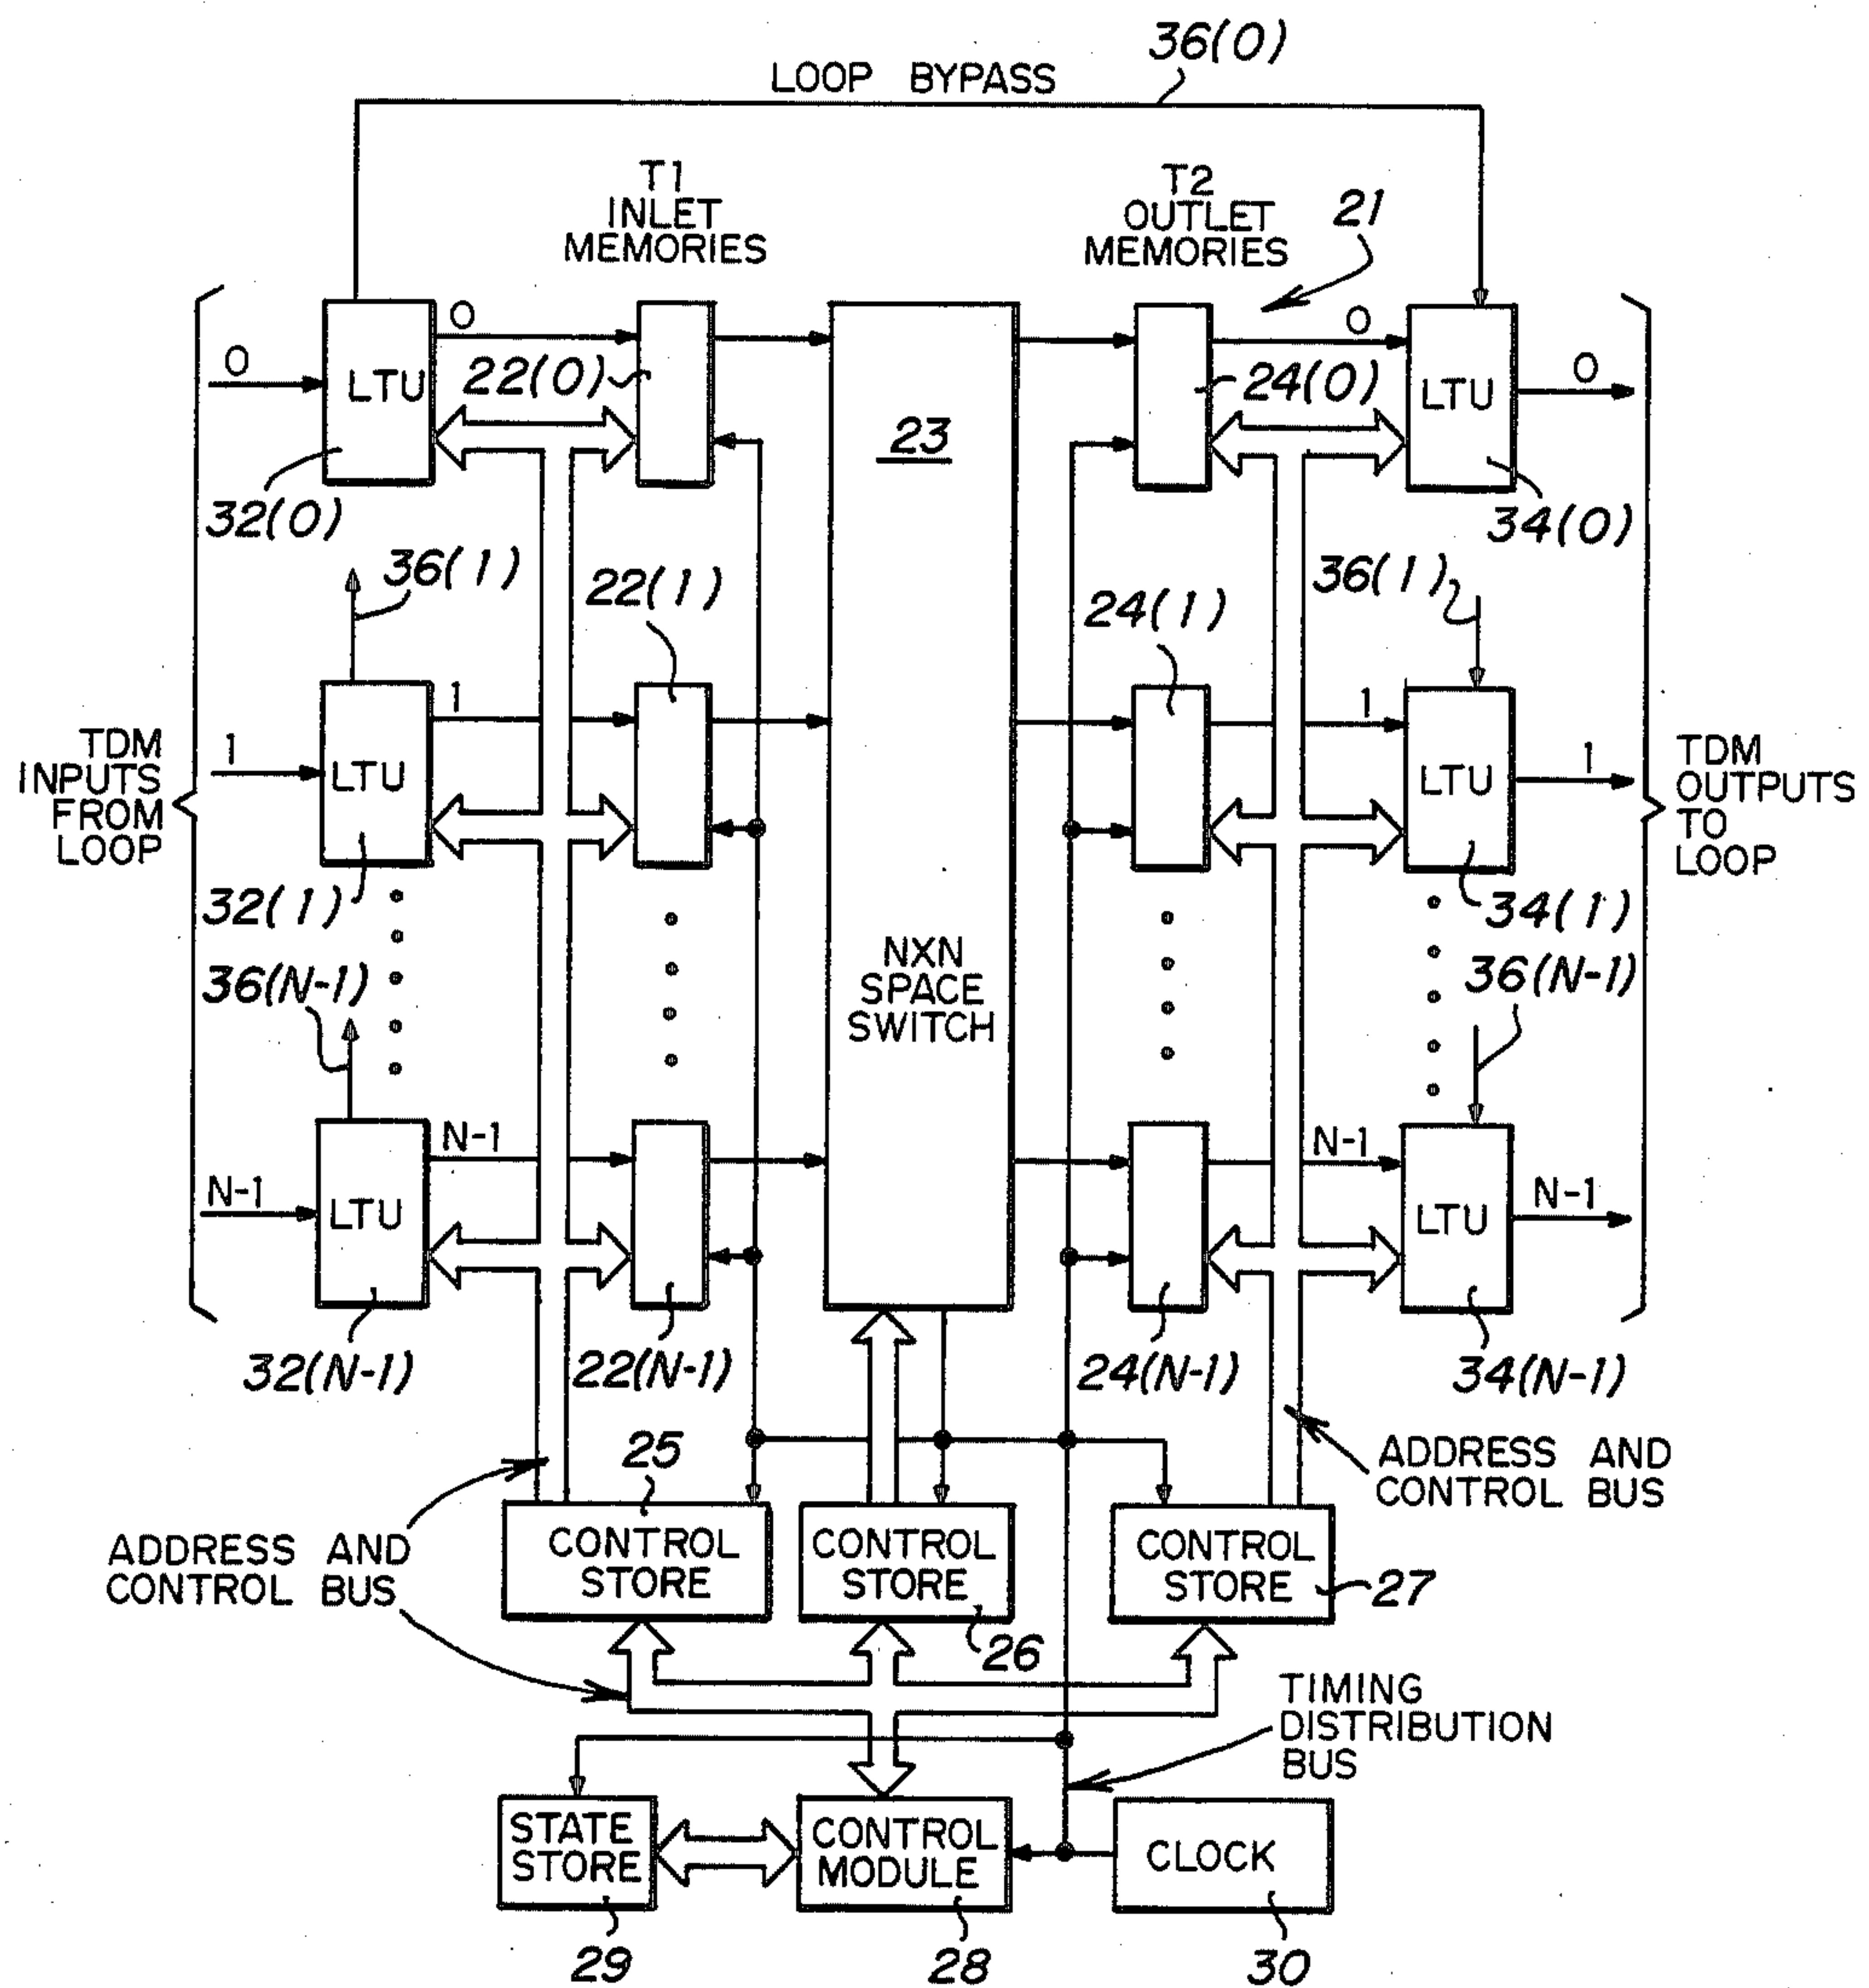 36(0)
LOOP BYPASS
T1
INLET
MEMORIES
T2
OUTLET
MEMORIES
21
0
LTU
0
22(0)
23
24(0)
0
LTU
0
32(0)
34(0)
36(1)
22(1)
24(1)
36(1)
TDM
INPUTS
FROM
LOOP
1
LTU
1
1
LTU
1
TDM
OUTPUTS
TO
LOOP
32(1)
34(1)
NXN
SPACE
SWITCH
36(N-1)
36(N-1)
N-1
LTU
N-1
N-1
LTU
N-1
32(N-1)
22(N-1)
24(N-1)
34(N-1)
25
ADDRESS AND
CONTROL BUS
ADDRESS AND
CONTROL BUS
CONTROL
STORE
CONTROL
STORE
CONTROL
STORE
27
26
TIMING
DISTRIBUTION
BUS
STATE
STORE
CONTROL
MODULE
CLOCK
29
28
30